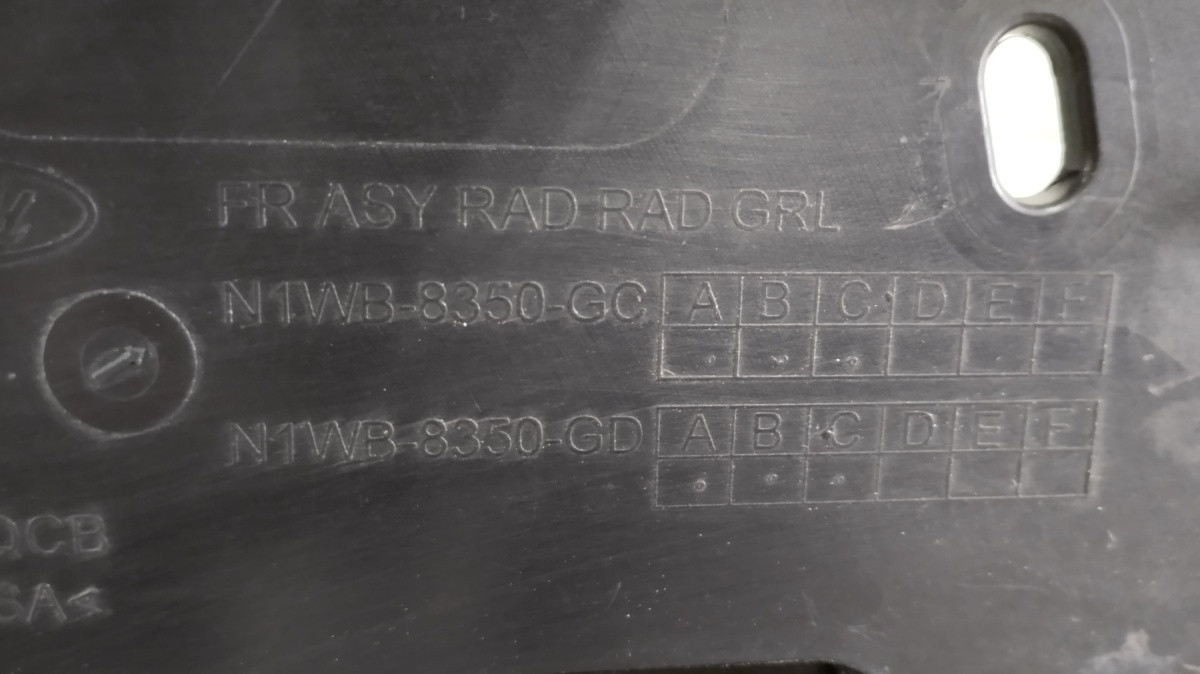 FR ASY RAD RAD GRL
N1WB-8350-GC A B C D E F
N1WB-8350-GD A B C D E F
QCB
SA<